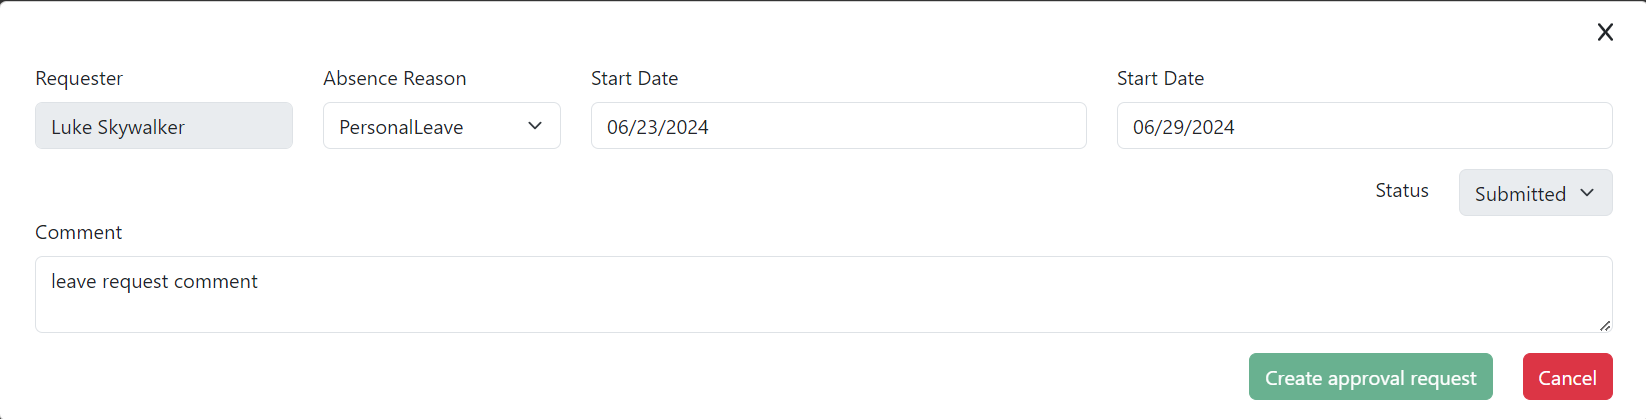 X
Requester Absence Reason Start Date Start Date
Luke Skywalker PersonalLeave 06/23/2024 06/29/2024
Status Submitted
Comment
leave request comment
Create approval request Cancel